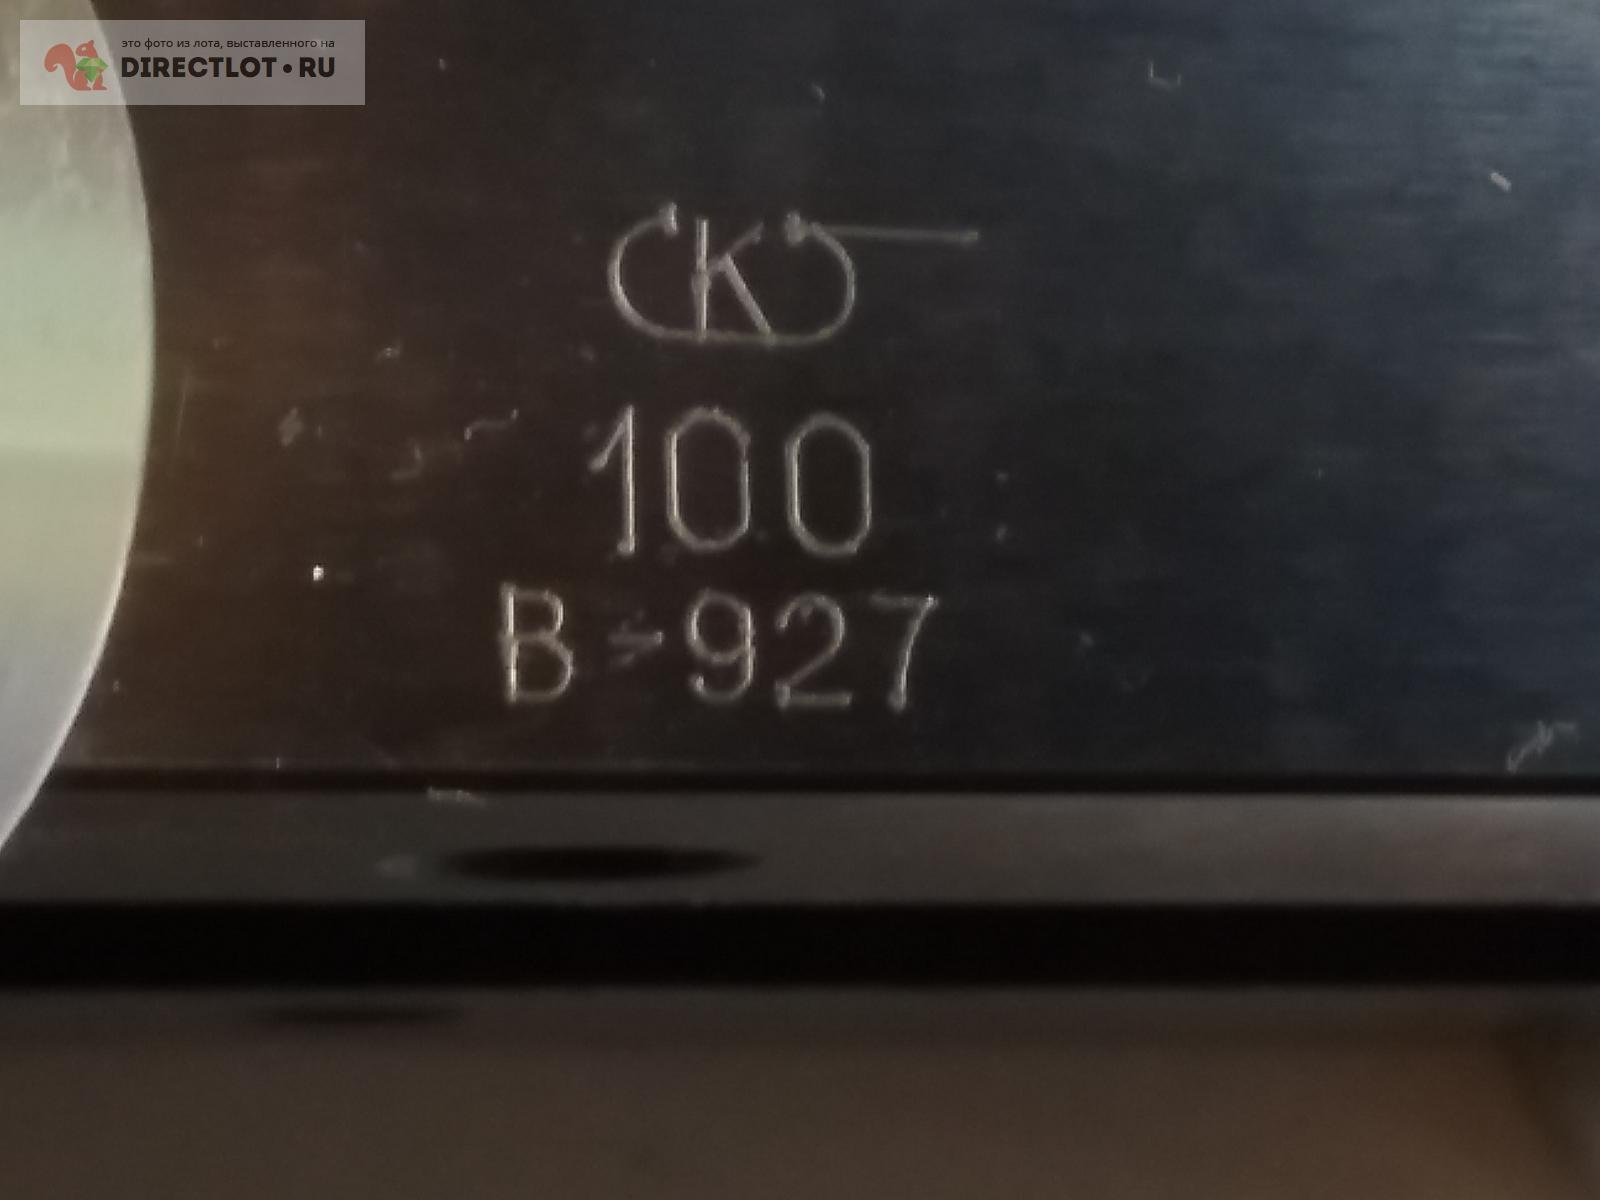 это фото из лота, выставленного на
DIRECTLOT•RU
K
100
B-927